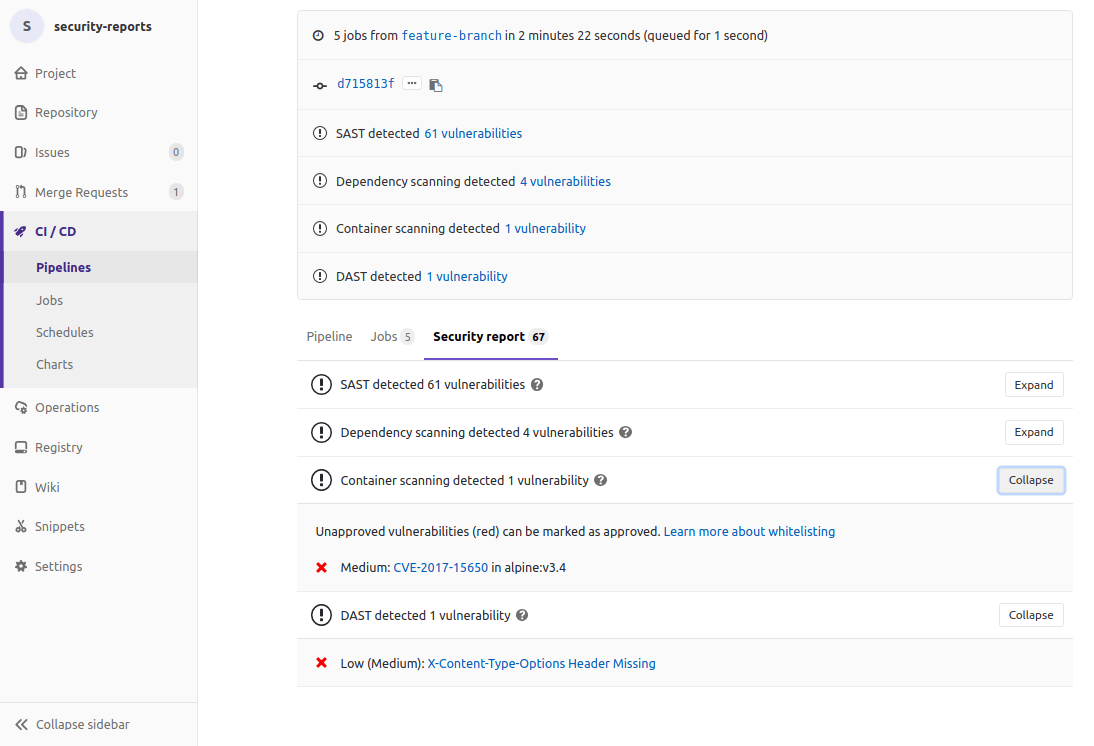 S security-reports
Project
Repository
Issues 0
Merge Requests 1
CI / CD
Pipelines
Jobs
Schedules
Charts
Operations
Registry
Wiki
Snippets
Settings
Collapse sidebar
5 jobs from feature-branch in 2 minutes 22 seconds (queued for 1 second)
d715813f ...
SAST detected 61 vulnerabilities
Dependency scanning detected 4 vulnerabilities
Container scanning detected 1 vulnerability
DAST detected 1 vulnerability
Pipeline Jobs 5 Security report 67
SAST detected 61 vulnerabilities ? Expand
Dependency scanning detected 4 vulnerabilities ? Expand
Container scanning detected 1 vulnerability ? Collapse
Unapproved vulnerabilities (red) can be marked as approved. Learn more about whitelisting
Medium: CVE-2017-15650 in alpine:v3.4
DAST detected 1 vulnerability ? Collapse
Low (Medium): X-Content-Type-Options Header Missing